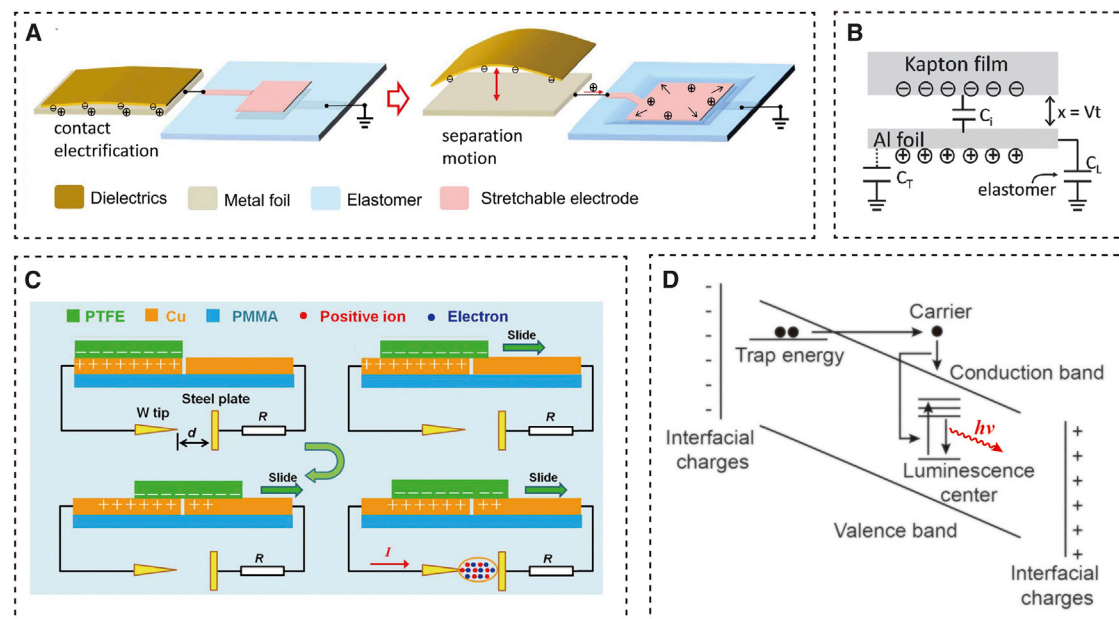 A
contact
electrification
separation
motion
Dielectrics
Metal foil
Elastomer
Stretchable electrode
B
Kapton film
Ci
x = Vt
Al foil
CT
elastomer
CL
C
PTFE
Cu
PMMA
Positive ion
Electron
Slide
Steel plate
W tip
R
d
R
Slide
Slide
R
I
R
D
Carrier
Trap energy
Conduction band
Interfacial
charges
hν
Luminescence
center
Valence band
Interfacial
charges